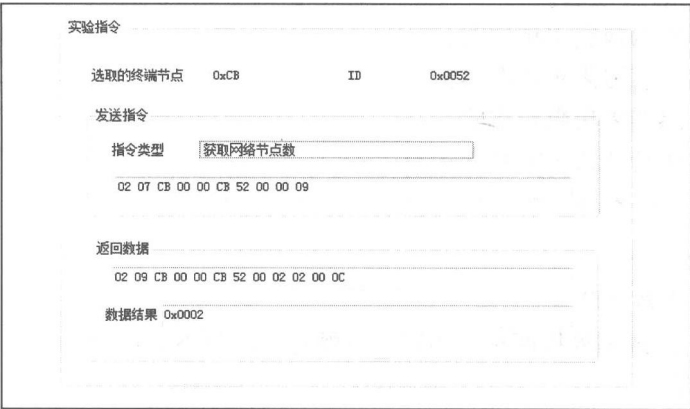 实验指令
选取的终端节点 0xCB ID 0x0052
发送指令
指令类型 获取网络节点数
02 07 CB 00 00 CB 52 00 00 09
返回数据
02 09 CB 00 00 CB 52 00 02 02 00 0C
数据结果 0x0002